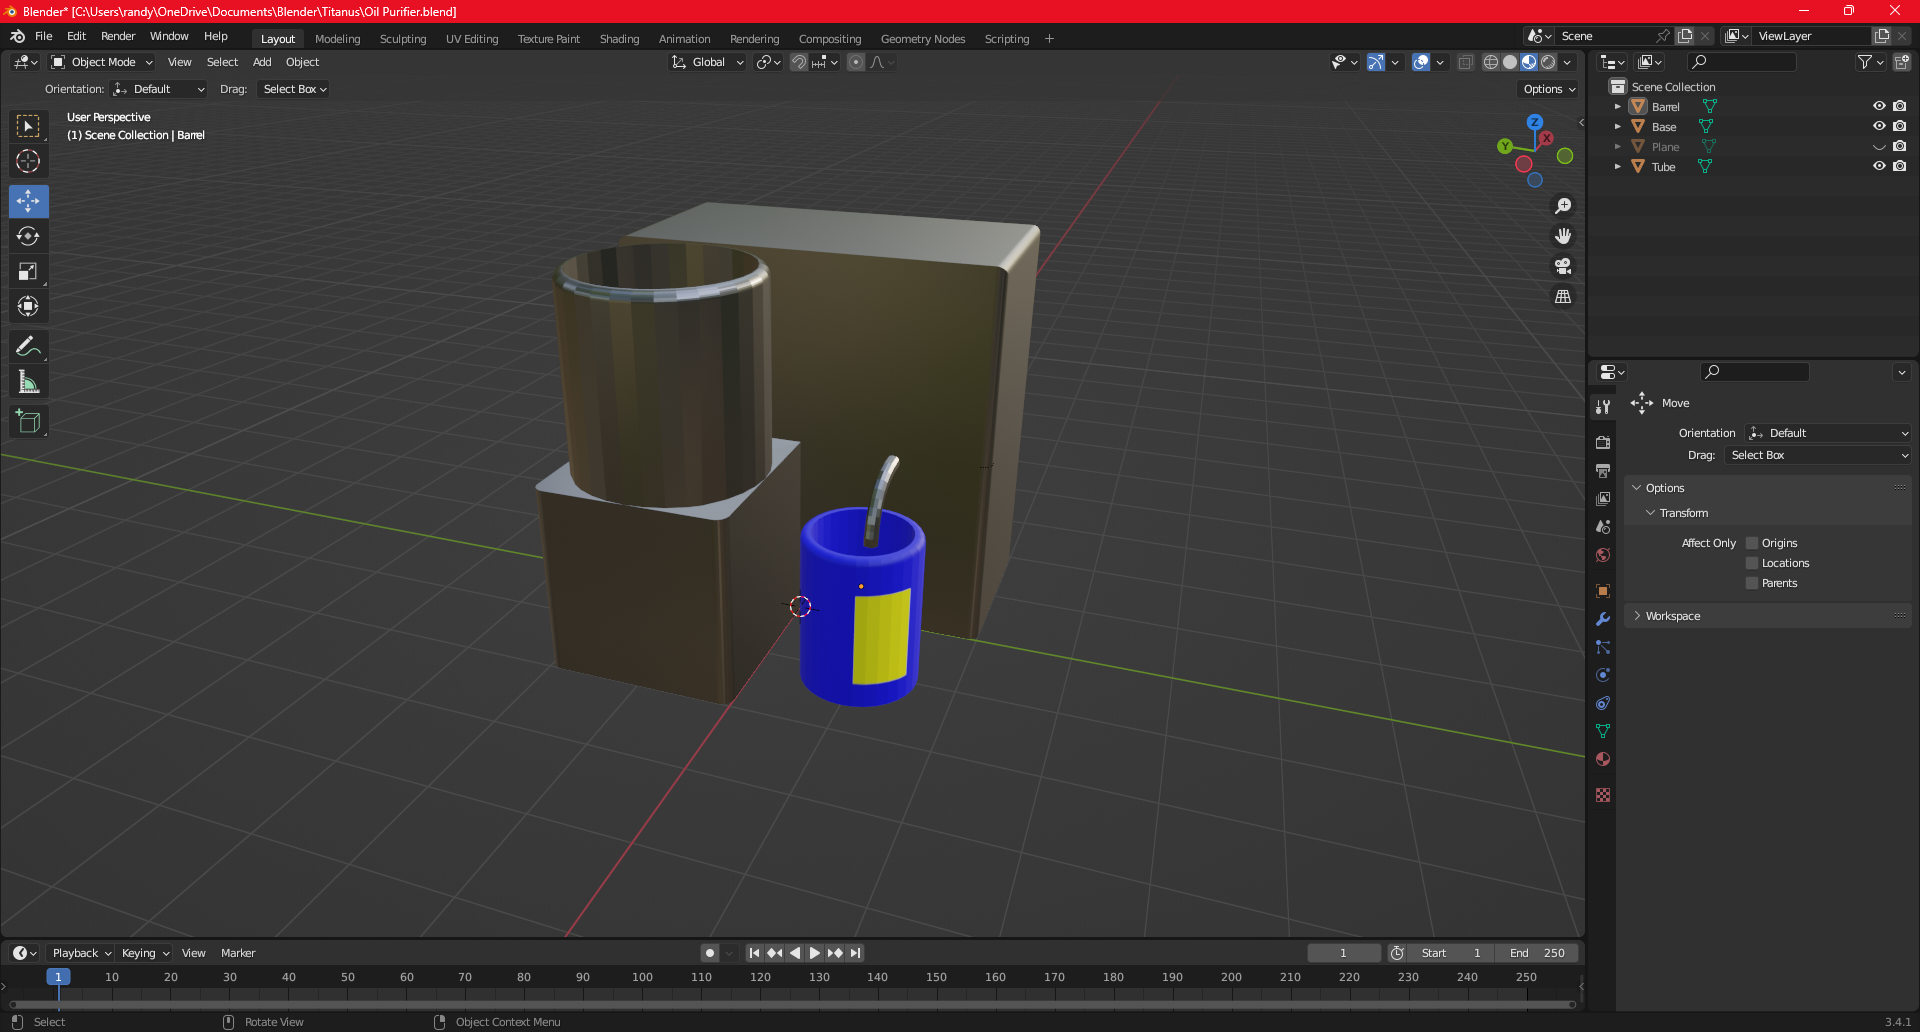 Blender* [C:\Users\randy\OneDrive\Documents\Blender\Titanus\Oil Purifier.blend]
File Edit Render Window Help Layout Modeling Sculpting UV Editing Texture Paint Shading Animation Rendering Compositing Geometry Nodes Scripting + Scene ViewLayer
Object Mode View Select Add Object Global
Orientation: Default Drag: Select Box Options
User Perspective
(1) Scene Collection | Barrel
Z
X
Y
Scene Collection
Barrel
Base
Plane
Tube
Move
Orientation Default
Drag: Select Box
Options
Transform
Affect Only Origins
Locations
Parents
Workspace
Playback Keying View Marker 1 Start 1 End 250
1 10 20 30 40 50 60 70 80 90 100 110 120 130 140 150 160 170 180 190 200 210 220 230 240 250
Select Rotate View Object Context Menu 3.4.1